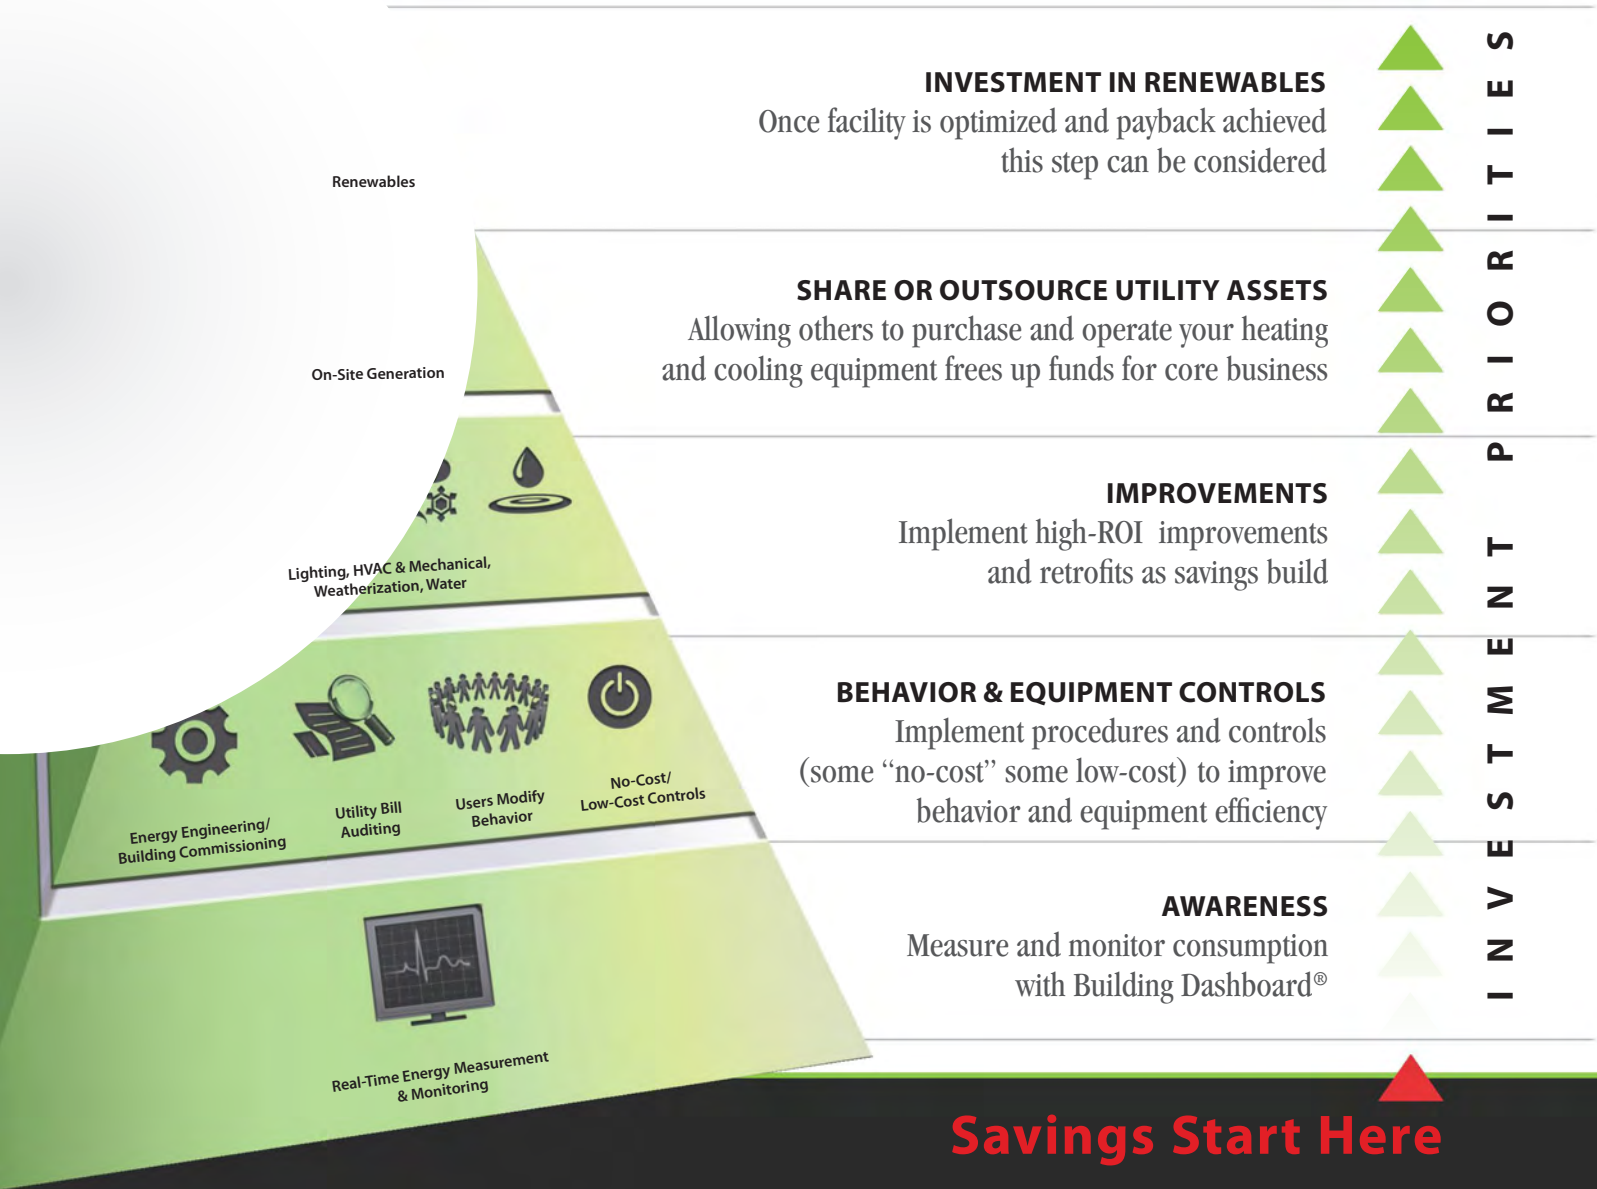 INVESTMENT IN RENEWABLES
Once facility is optimized and payback achieved
this step can be considered
Renewables
SHARE OR OUTSOURCE UTILITY ASSETS
Allowing others to purchase and operate your heating
and cooling equipment frees up funds for core business
On-Site Generation
IMPROVEMENTS
Implement high-ROI improvements
and retrofits as savings build
Lighting, HVAC & Mechanical,
Weatherization, Water
BEHAVIOR & EQUIPMENT CONTROLS
Implement procedures and controls
(some “no-cost” some low-cost) to improve
behavior and equipment efficiency
Energy Engineering/
Building Commissioning
Utility Bill
Auditing
Users Modify
Behavior
No-Cost/
Low-Cost Controls
AWARENESS
Measure and monitor consumption
with Building Dashboard®
Real-Time Energy Measurement
& Monitoring
INVESTMENT PRIORITIES
Savings Start Here